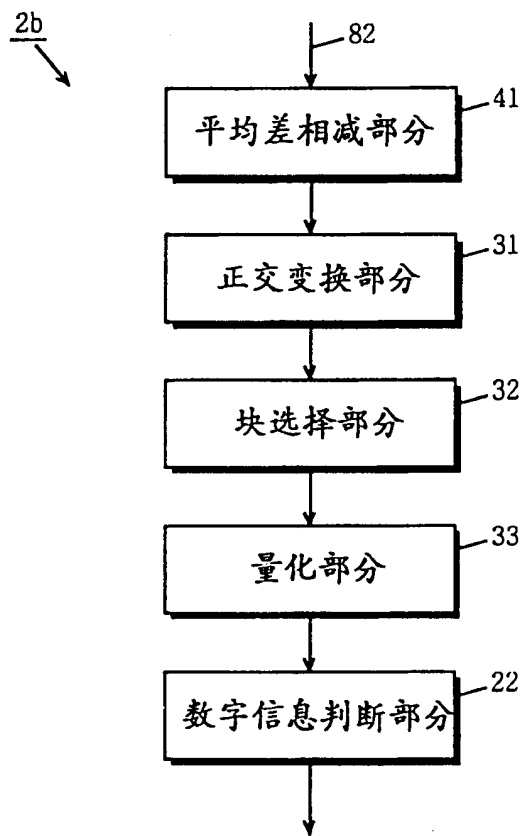 2b
82
41
平均差相减部分
31
正交变换部分
32
块选择部分
33
量化部分
22
数字信息判断部分